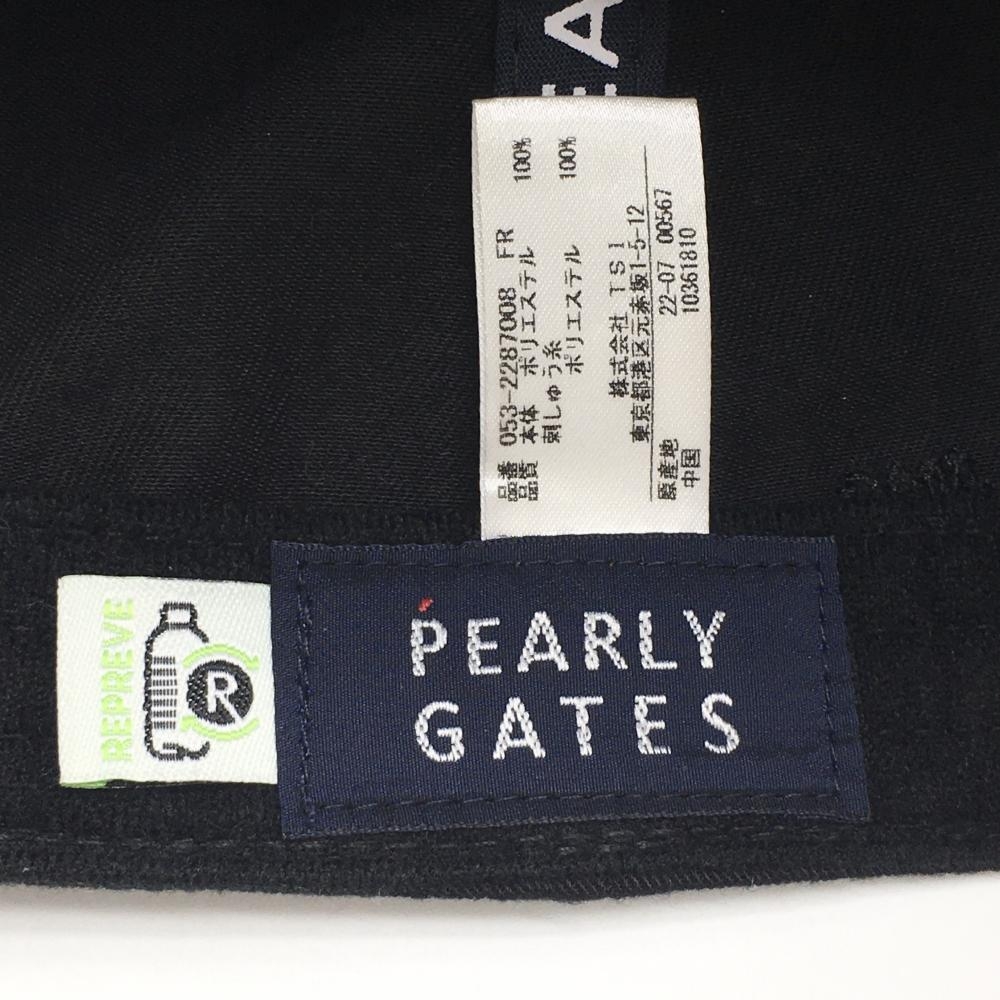 EA
品番 053-2287008 FR
品質 本体 ポリエステル 100%
刺しゅう糸
ポリエステル 100%
株式会社 TSI
東京都港区元赤坂1-5-12
原産地 22-07 00567
中国 10361810
REPREVE
R
PEARLY
GATES